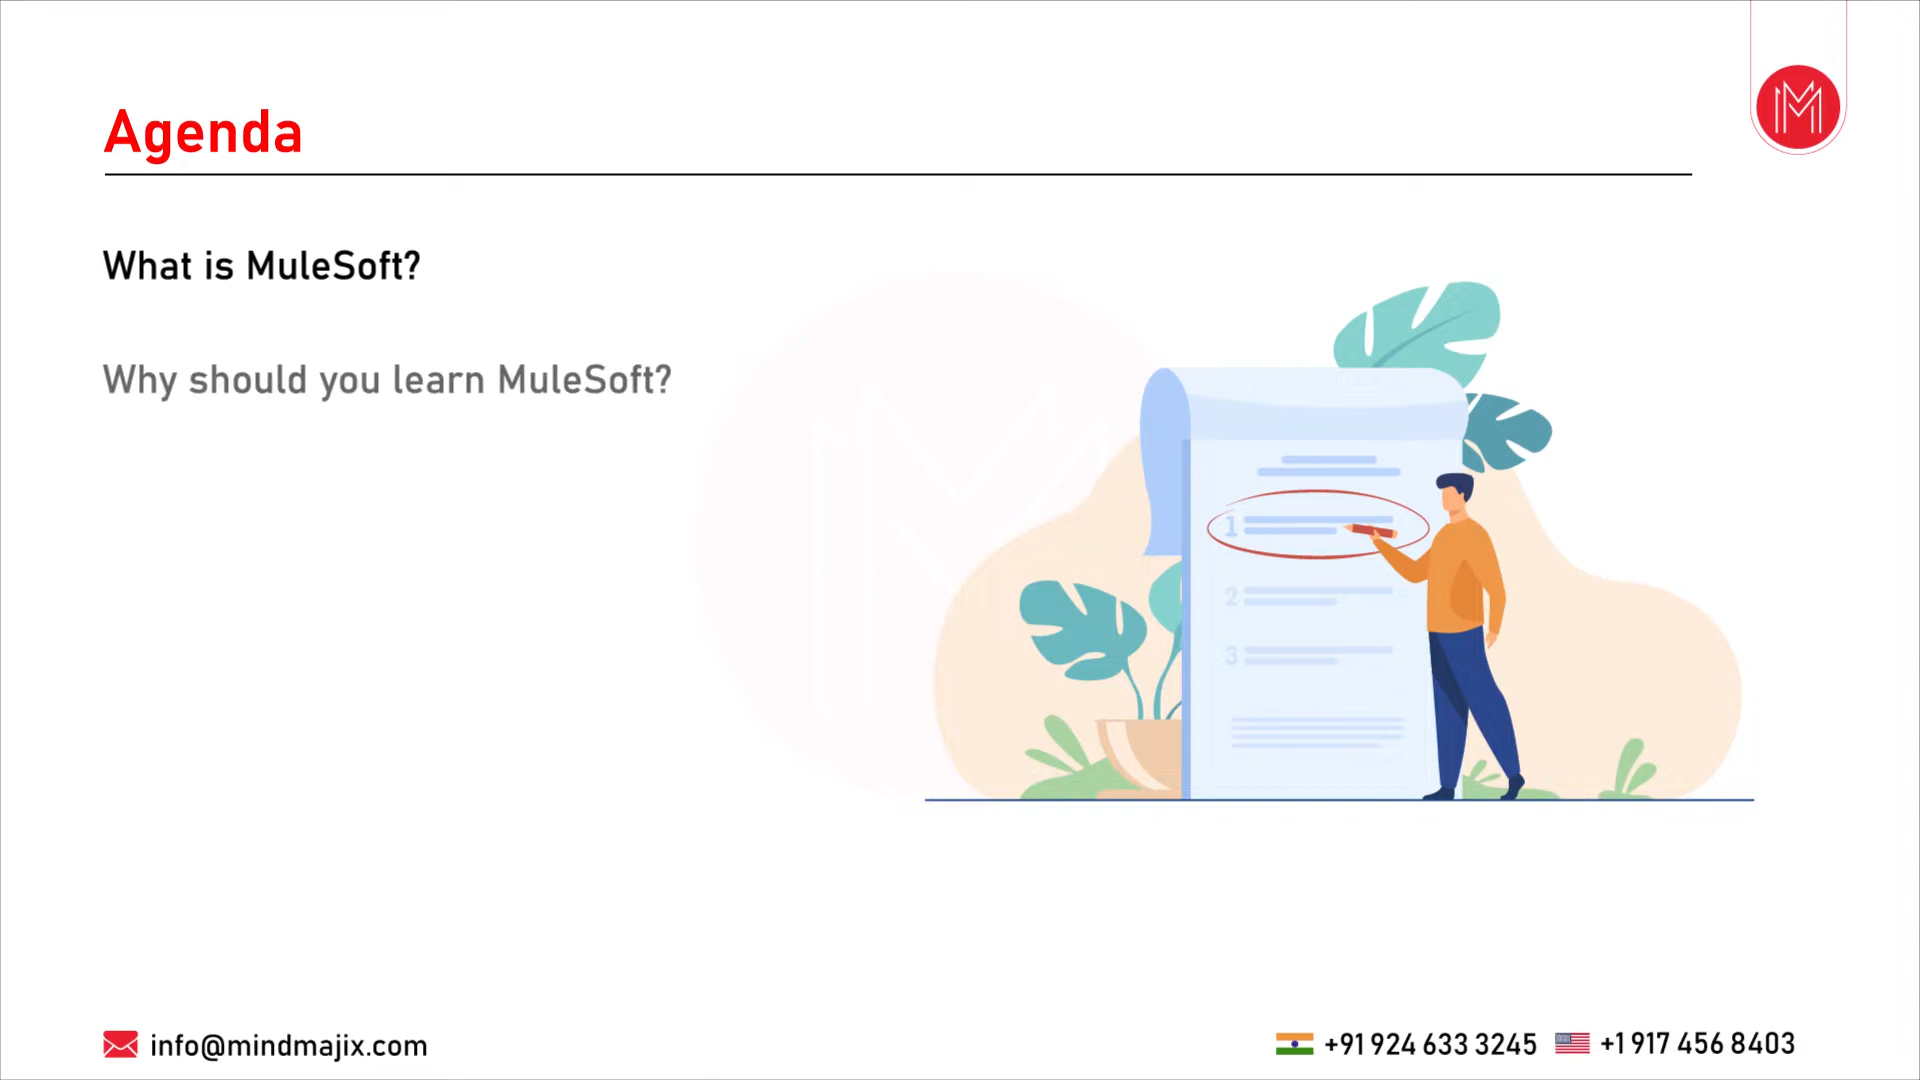 Agenda
What is MuleSoft?
Why should you learn MuleSoft?
1
2
3
info@mindmajix.com
+91 924 633 3245
+1 917 456 8403